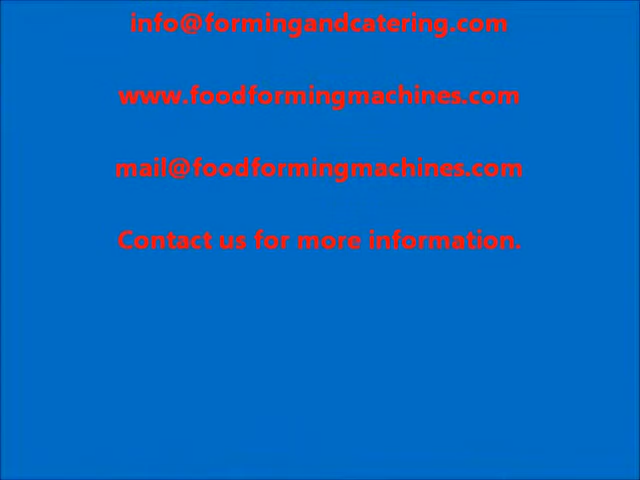 info@formingandcatering.com
www.foodformingmachines.com
mail@foodformingmachines.com
Contact us for more information.